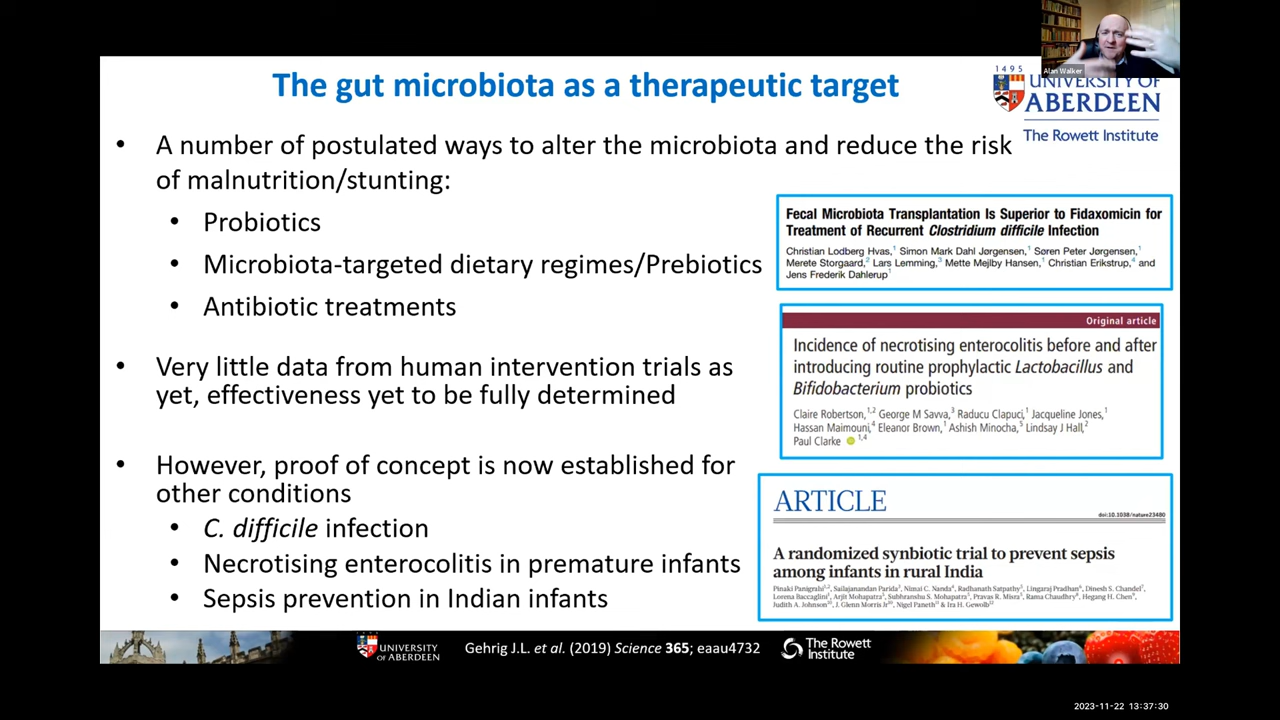 The gut microbiota as a therapeutic target
Alan Walker
1495
UNIVERSITY OF
ABERDEEN
The Rowett Institute
• A number of postulated ways to alter the microbiota and reduce the risk
of malnutrition/stunting:
• Probiotics
• Microbiota-targeted dietary regimes/Prebiotics
• Antibiotic treatments
• Very little data from human intervention trials as
yet, effectiveness yet to be fully determined
• However, proof of concept is now established for
other conditions
• C. difficile infection
• Necrotising enterocolitis in premature infants
• Sepsis prevention in Indian infants
Fecal Microbiota Transplantation Is Superior to Fidaxomicin for
Treatment of Recurrent Clostridium difficile Infection
Christian Lodberg Hvas,1 Simon Mark Dahl Jørgensen,1 Søren Peter Jørgensen,1
Merete Storgaard,2 Lars Lemming,3 Mette Mejlby Hansen,1 Christian Erikstrup,4 and
Jens Frederik Dahlerup1
Original article
Incidence of necrotising enterocolitis before and after
introducing routine prophylactic Lactobacillus and
Bifidobacterium probiotics
Claire Robertson,1,2 George M Savva,3 Raducu Clapuci,1 Jacqueline Jones,1
Hassan Maimouni,4 Eleanor Brown,1 Ashish Minocha,5 Lindsay J Hall,2
Paul Clarke 1,4
ARTICLE
doi:10.1038/nature23480
A randomized synbiotic trial to prevent sepsis
among infants in rural India
Pinaki Panigrahi1,2, Sailajanandan Parida3, Nimai C. Nanda4, Radhanath Satpathy5, Lingaraj Pradhan6, Dinesh S. Chandel7,
Lorena Baccaglini1, Arjit Mohapatra5, Subhranshu S. Mohapatra5, Pravas R. Misra5, Rama Chaudhry8, Hegang H. Chen9,
Judith A. Johnson10, J. Glenn Morris Jr10, Nigel Paneth11 & Ira H. Gewolb12
UNIVERSITY
OF ABERDEEN
Gehrig J.L. et al. (2019) Science 365; eaau4732
The Rowett
Institute
2023-11-22 13:37:30